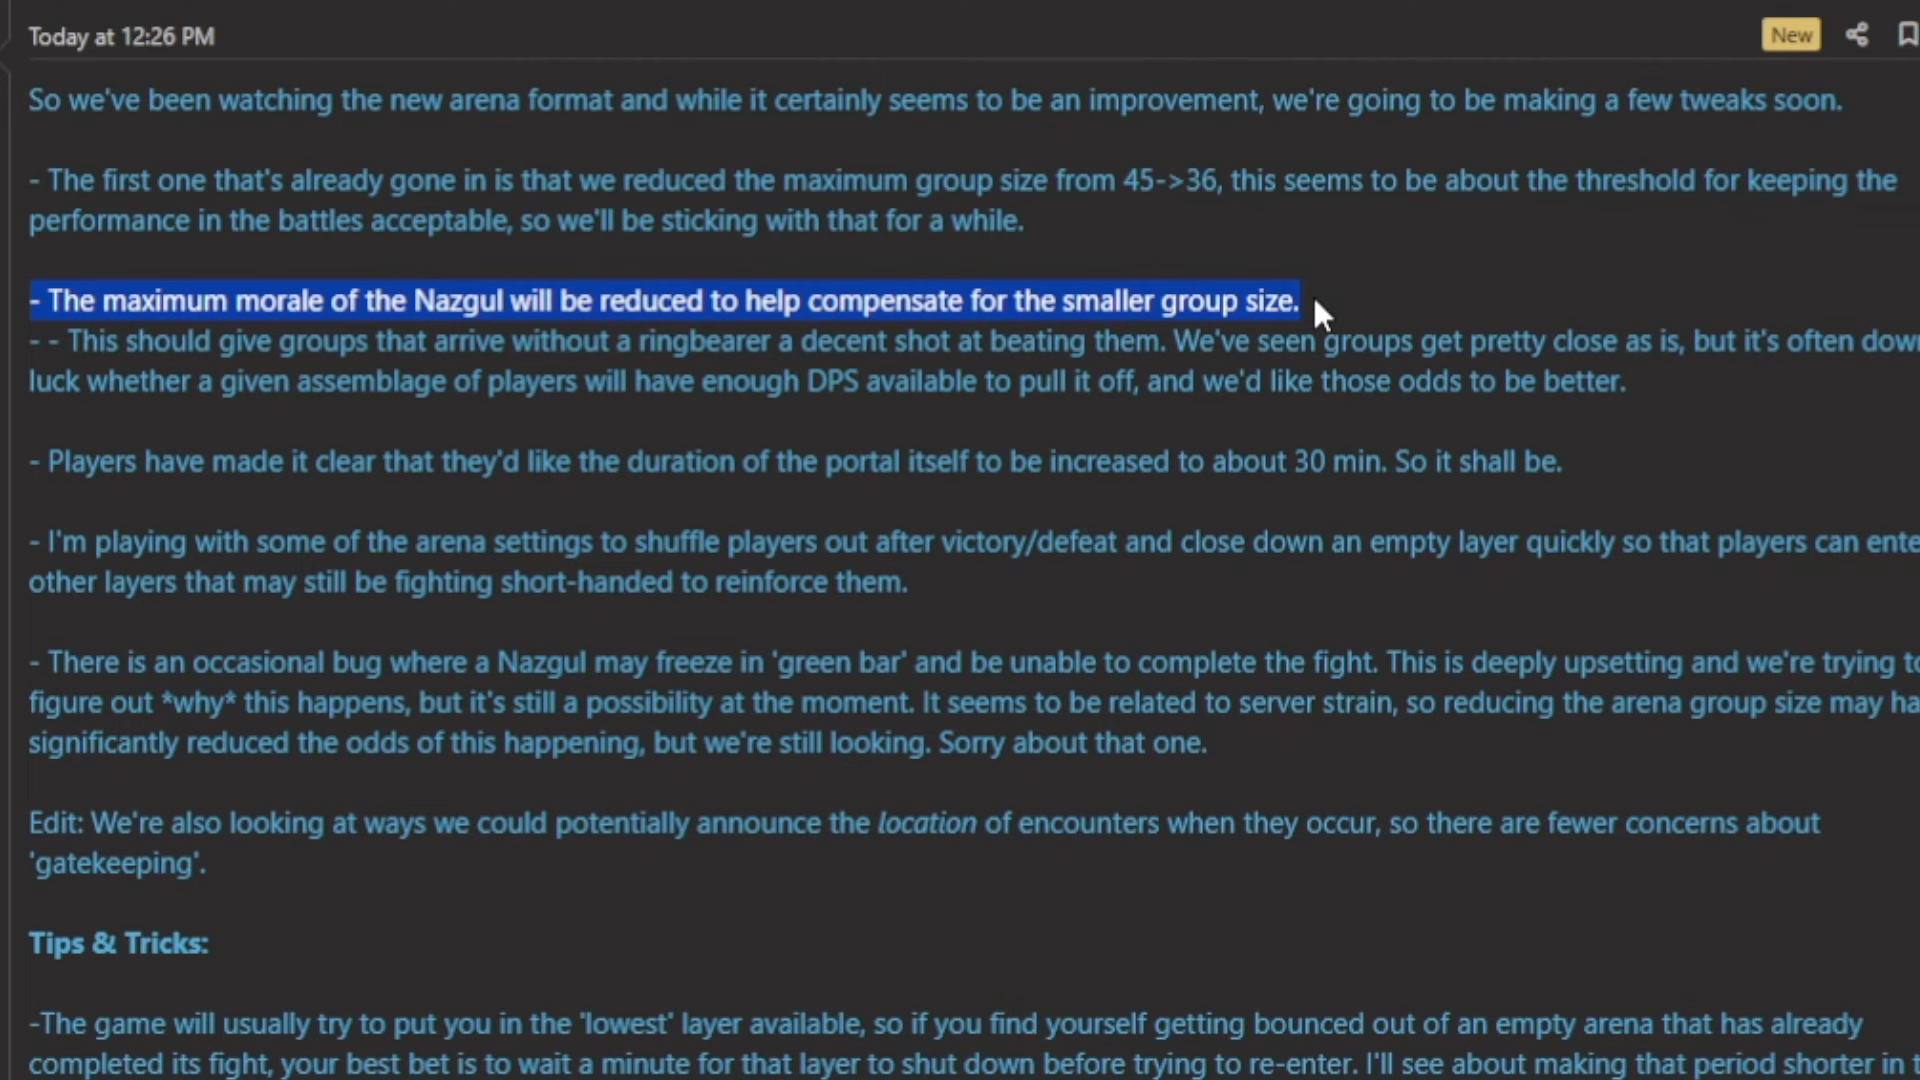 Today at 12:26 PM
New
So we've been watching the new arena format and while it certainly seems to be an improvement, we're going to be making a few tweaks soon.
- The first one that's already gone in is that we reduced the maximum group size from 45->36, this seems to be about the threshold for keeping the
performance in the battles acceptable, so we'll be sticking with that for a while.
- The maximum morale of the Nazgul will be reduced to help compensate for the smaller group size.
- - This should give groups that arrive without a ringbearer a decent shot at beating them. We've seen groups get pretty close as is, but it's often
luck whether a given assemblage of players will have enough DPS available to pull it off, and we'd like those odds to be better.
- Players have made it clear that they'd like the duration of the portal itself to be increased to about 30 min. So it shall be.
- I'm playing with some of the arena settings to shuffle players out after victory/defeat and close down an empty layer quickly so that players can
other layers that may still be fighting short-handed to reinforce them.
- There is an occasional bug where a Nazgul may freeze in 'green bar' and be unable to complete the fight. This is deeply upsetting and we're trying
figure out *why* this happens, but it's still a possibility at the moment. It seems to be related to server strain, so reducing the arena group size may
significantly reduced the odds of this happening, but we're still looking. Sorry about that one.
Edit: We're also looking at ways we could potentially announce the location of encounters when they occur, so there are fewer concerns about
'gatekeeping'.
Tips & Tricks:
-The game will usually try to put you in the 'lowest' layer available, so if you find yourself getting bounced out of an empty arena that has already
completed its fight, your best bet is to wait a minute for that layer to shut down before trying to re-enter. I'll see about making that period shorter in